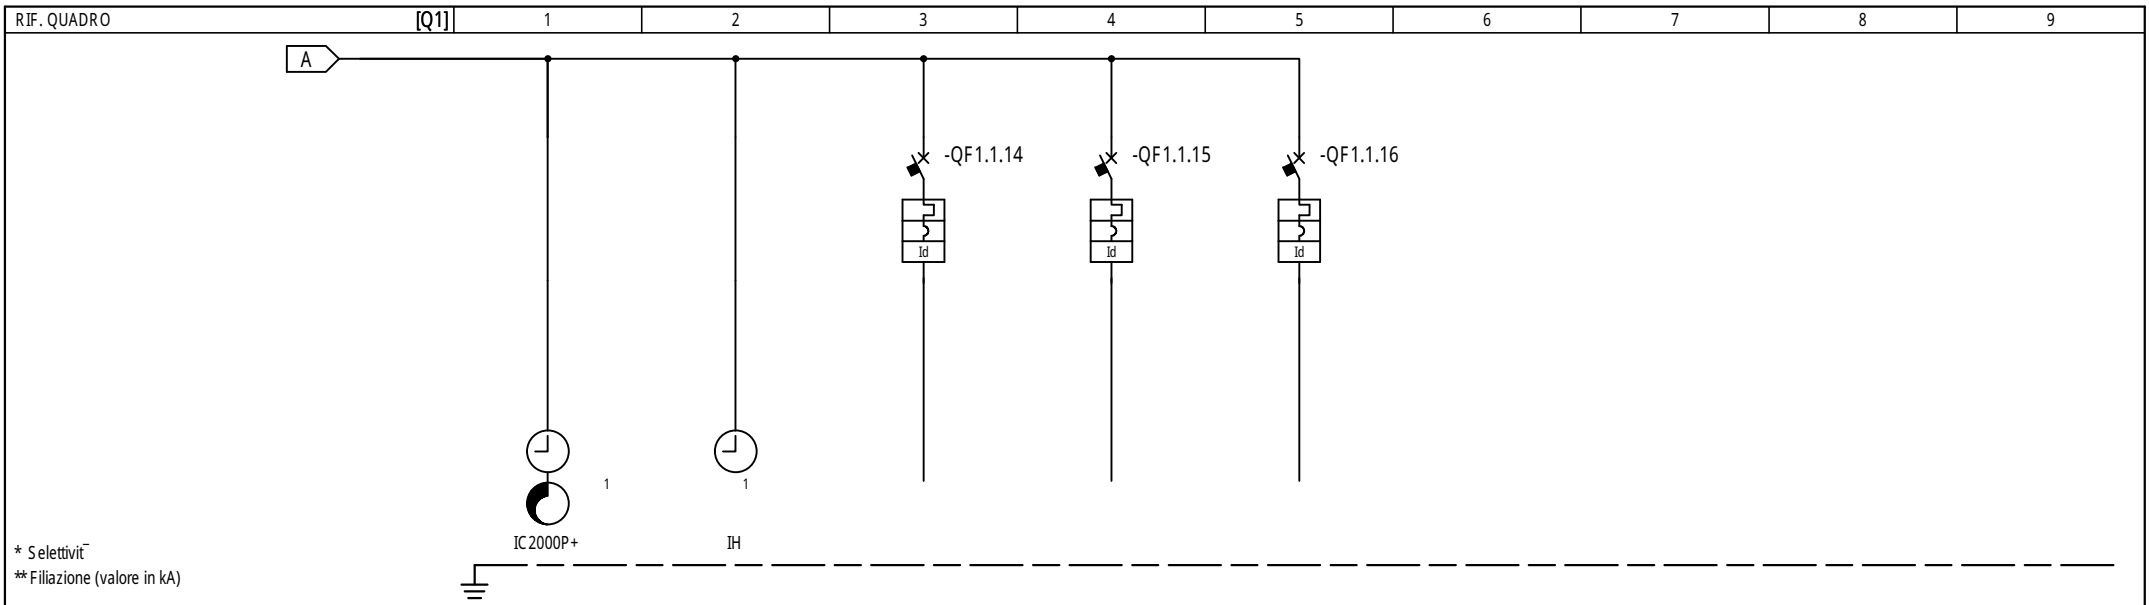 RIF. QUADRO [Q1] 1 2 3 4 5 6 7 8 9
A
-QF1.1.14 -QF1.1.15 -QF1.1.16
Id Id Id
1 1
IC2000P+ IH
* Selettivit¯
** Filiazione (valore in kA)